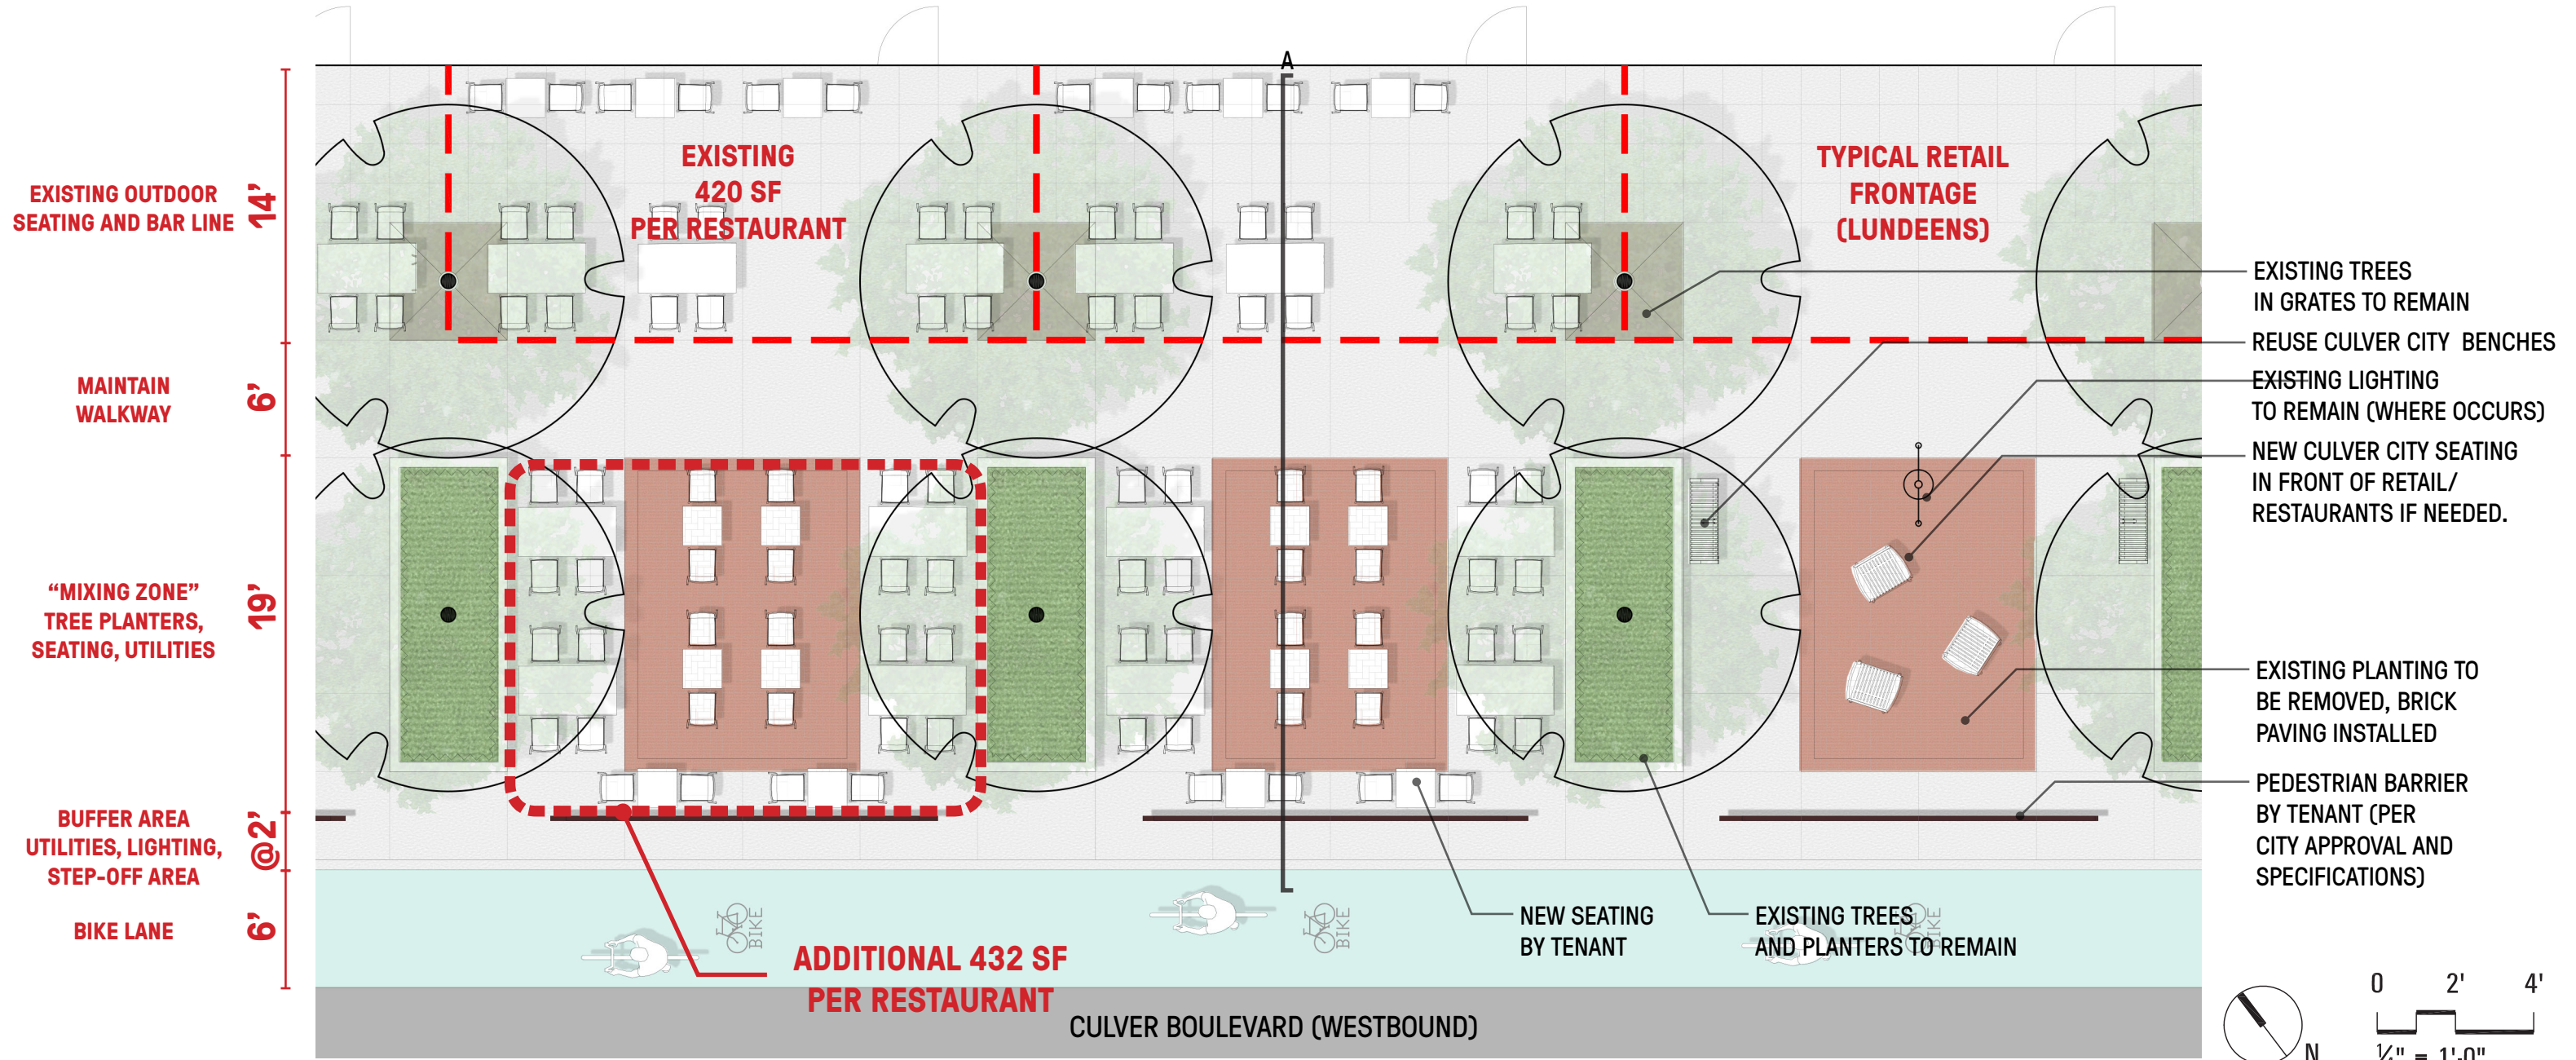 A
EXISTING OUTDOOR
SEATING AND BAR LINE
14'
MAINTAIN
WALKWAY
6'
“MIXING ZONE”
TREE PLANTERS,
SEATING, UTILITIES
19'
BUFFER AREA
UTILITIES, LIGHTING,
STEP-OFF AREA
@2'
BIKE LANE
6'
EXISTING
420 SF
PER RESTAURANT
TYPICAL RETAIL
FRONTAGE
(LUNDEENS)
EXISTING TREES
IN GRATES TO REMAIN
REUSE CULVER CITY BENCHES
EXISTING LIGHTING
TO REMAIN (WHERE OCCURS)
NEW CULVER CITY SEATING
IN FRONT OF RETAIL/
RESTAURANTS IF NEEDED.
EXISTING PLANTING TO
BE REMOVED, BRICK
PAVING INSTALLED
PEDESTRIAN BARRIER
BY TENANT (PER
CITY APPROVAL AND
SPECIFICATIONS)
BIKE
BIKE
BIKE
NEW SEATING
BY TENANT
EXISTING TREES
AND PLANTERS TO REMAIN
ADDITIONAL 432 SF
PER RESTAURANT
CULVER BOULEVARD (WESTBOUND)
N
0 2' 4'
¼" = 1'-0"